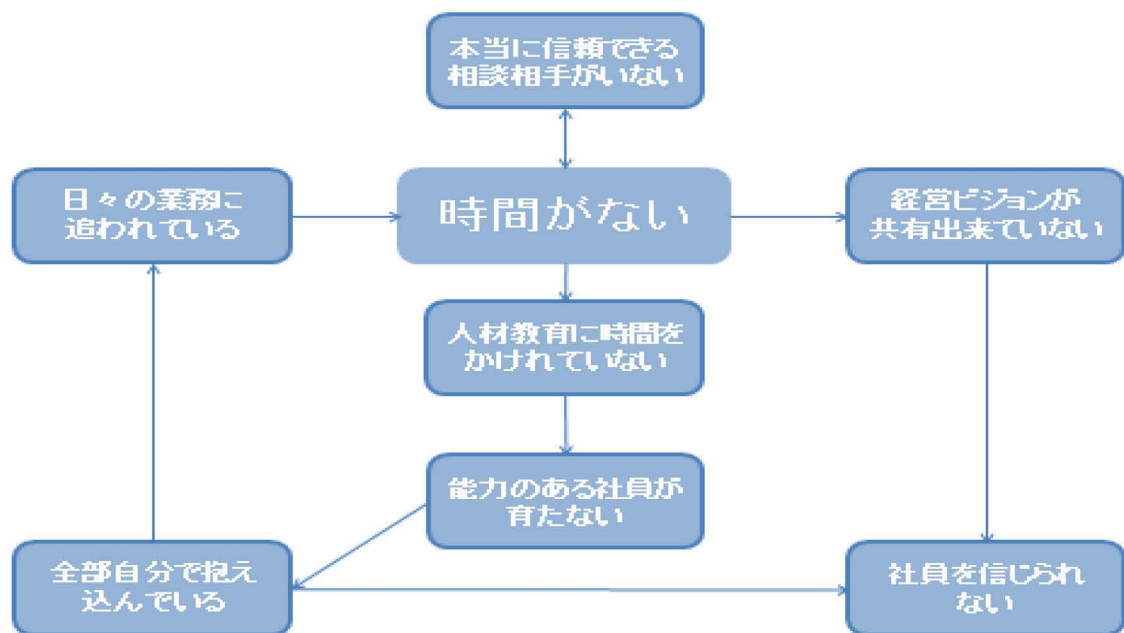 本当に信頼できる
相談相手がいない
日々の業務に
追われている
時間がない
経営ビジョンが
共有出来ていない
人材教育に時間を
かけれていない
能力のある社員が
育たない
全部自分で抱え
込んでいる
社員を信じられ
ない